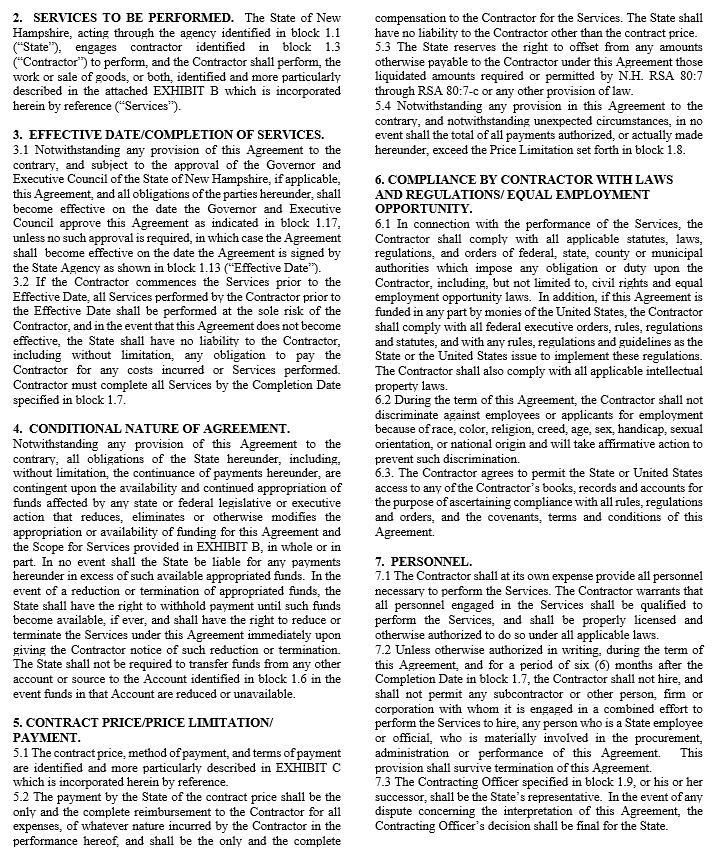 2. SERVICES TO BE PERFORMED. The State of New
Hampshire, acting through the agency identified in block 1.1
(“State”), engages contractor identified in block 1.3
(“Contractor”) to perform, and the Contractor shall perform, the
work or sale of goods, or both, identified and more particularly
described in the attached EXHIBIT B which is incorporated
herein by reference (“Services”).
3. EFFECTIVE DATE/COMPLETION OF SERVICES.
3.1 Notwithstanding any provision of this Agreement to the
contrary, and subject to the approval of the Governor and
Executive Council of the State of New Hampshire, if applicable,
this Agreement, and all obligations of the parties hereunder, shall
become effective on the date the Governor and Executive
Council approve this Agreement as indicated in block 1.17,
unless no such approval is required, in which case the Agreement
shall become effective on the date the Agreement is signed by
the State Agency as shown in block 1.13 (“Effective Date”).
3.2 If the Contractor commences the Services prior to the
Effective Date, all Services performed by the Contractor prior to
the Effective Date shall be performed at the sole risk of the
Contractor, and in the event that this Agreement does not become
effective, the State shall have no liability to the Contractor,
including without limitation, any obligation to pay the
Contractor for any costs incurred or Services performed.
Contractor must complete all Services by the Completion Date
specified in block 1.7.
4. CONDITIONAL NATURE OF AGREEMENT.
Notwithstanding any provision of this Agreement to the
contrary, all obligations of the State hereunder, including,
without limitation, the continuance of payments hereunder, are
contingent upon the availability and continued appropriation of
funds affected by any state or federal legislative or executive
action that reduces, eliminates or otherwise modifies the
appropriation or availability of funding for this Agreement and
the Scope for Services provided in EXHIBIT B, in whole or in
part. In no event shall the State be liable for any payments
hereunder in excess of such available appropriated funds. In the
event of a reduction or termination of appropriated funds, the
State shall have the right to withhold payment until such funds
become available, if ever, and shall have the right to reduce or
terminate the Services under this Agreement immediately upon
giving the Contractor notice of such reduction or termination.
The State shall not be required to transfer funds from any other
account or source to the Account identified in block 1.6 in the
event funds in that Account are reduced or unavailable.
5. CONTRACT PRICE/PRICE LIMITATION/
PAYMENT.
5.1 The contract price, method of payment, and terms of payment
are identified and more particularly described in EXHIBIT C
which is incorporated herein by reference.
5.2 The payment by the State of the contract price shall be the
only and the complete reimbursement to the Contractor for all
expenses, of whatever nature incurred by the Contractor in the
performance hereof, and shall be the only and the complete
compensation to the Contractor for the Services. The State shall
have no liability to the Contractor other than the contract price.
5.3 The State reserves the right to offset from any amounts
otherwise payable to the Contractor under this Agreement those
liquidated amounts required or permitted by N.H. RSA 80:7
through RSA 80:7-c or any other provision of law.
5.4 Notwithstanding any provision in this Agreement to the
contrary, and notwithstanding unexpected circumstances, in no
event shall the total of all payments authorized, or actually made
hereunder, exceed the Price Limitation set forth in block 1.8.
6. COMPLIANCE BY CONTRACTOR WITH LAWS
AND REGULATIONS/ EQUAL EMPLOYMENT
OPPORTUNITY.
6.1 In connection with the performance of the Services, the
Contractor shall comply with all applicable statutes, laws,
regulations, and orders of federal, state, county or municipal
authorities which impose any obligation or duty upon the
Contractor, including, but not limited to, civil rights and equal
employment opportunity laws. In addition, if this Agreement is
funded in any part by monies of the United States, the Contractor
shall comply with all federal executive orders, rules, regulations
and statutes, and with any rules, regulations and guidelines as the
State or the United States issue to implement these regulations.
The Contractor shall also comply with all applicable intellectual
property laws.
6.2 During the term of this Agreement, the Contractor shall not
discriminate against employees or applicants for employment
because of race, color, religion, creed, age, sex, handicap, sexual
orientation, or national origin and will take affirmative action to
prevent such discrimination.
6.3. The Contractor agrees to permit the State or United States
access to any of the Contractor’s books, records and accounts for
the purpose of ascertaining compliance with all rules, regulations
and orders, and the covenants, terms and conditions of this
Agreement.
7. PERSONNEL.
7.1 The Contractor shall at its own expense provide all personnel
necessary to perform the Services. The Contractor warrants that
all personnel engaged in the Services shall be qualified to
perform the Services, and shall be properly licensed and
otherwise authorized to do so under all applicable laws.
7.2 Unless otherwise authorized in writing, during the term of
this Agreement, and for a period of six (6) months after the
Completion Date in block 1.7, the Contractor shall not hire, and
shall not permit any subcontractor or other person, firm or
corporation with whom it is engaged in a combined effort to
perform the Services to hire, any person who is a State employee
or official, who is materially involved in the procurement,
administration or performance of this Agreement. This
provision shall survive termination of this Agreement.
7.3 The Contracting Officer specified in block 1.9, or his or her
successor, shall be the State’s representative. In the event of any
dispute concerning the interpretation of this Agreement, the
Contracting Officer’s decision shall be final for the State.